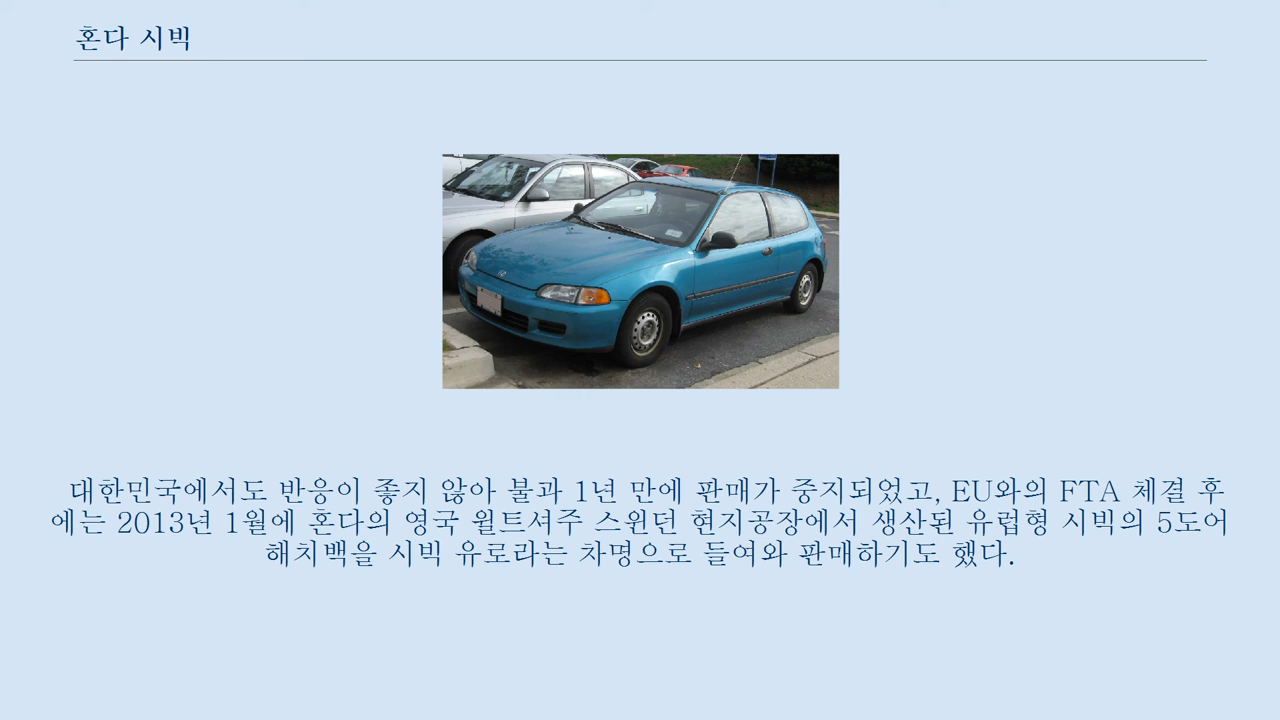 혼다 시빅
대한민국에서도 반응이 좋지 않아 불과 1년 만에 판매가 중지되었고, EU와의 FTA 체결 후
에는 2013년 1월에 혼다의 영국 윌트셔주 스윈던 현지공장에서 생산된 유럽형 시빅의 5도어
해치백을 시빅 유로라는 차명으로 들여와 판매하기도 했다.